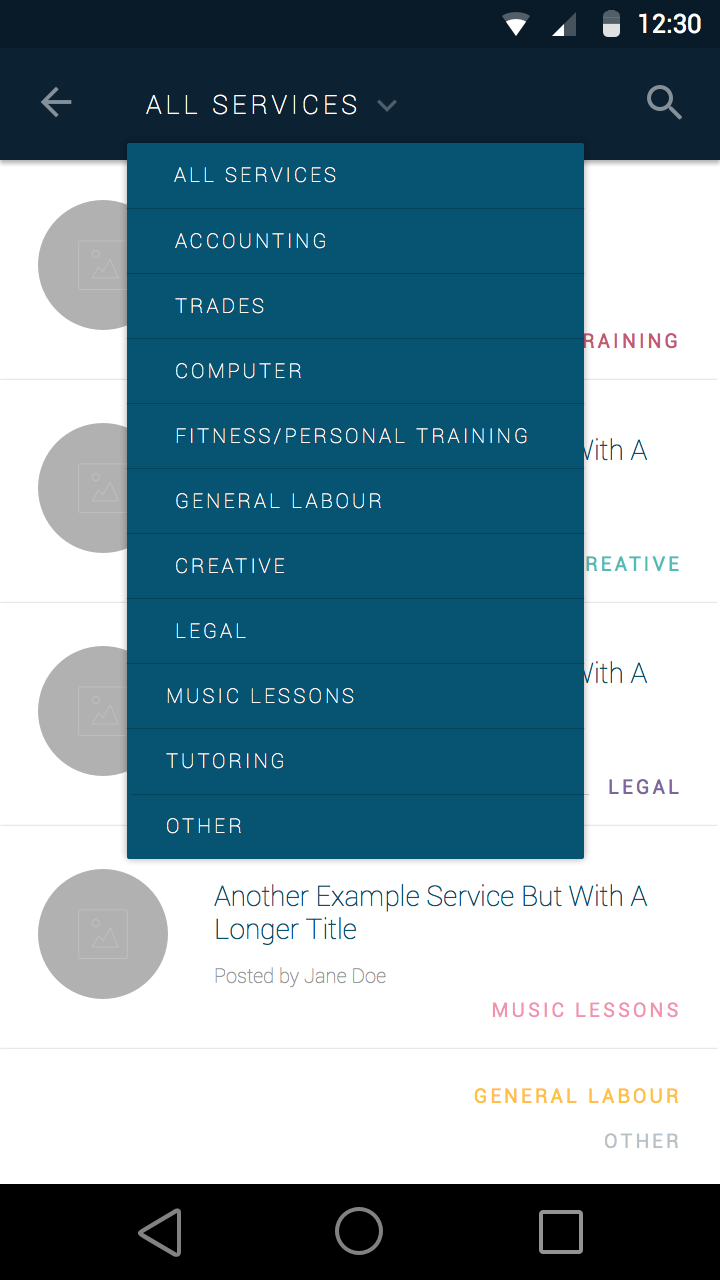 12:30
ALL SERVICES
ALL SERVICES
ACCOUNTING
TRADES
RAINING
COMPUTER
FITNESS/PERSONAL TRAINING
With A
GENERAL LABOUR
CREATIVE
REATIVE
LEGAL
With A
MUSIC LESSONS
TUTORING
LEGAL
OTHER
Another Example Service But With A
Longer Title
Posted by Jane Doe
MUSIC LESSONS
GENERAL LABOUR
OTHER